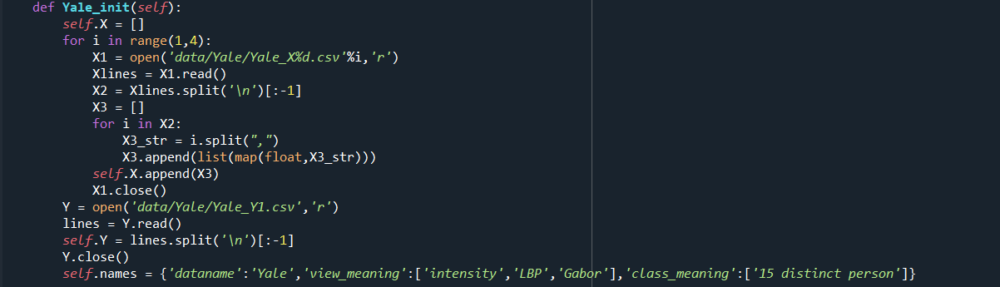 def Yale_init(self):
self.X = []
for i in range(1,4):
X1 = open('data/Yale/Yale_X%d.csv'%i,'r')
Xlines = X1.read()
X2 = Xlines.split('\n')[:-1]
X3 = []
for i in X2:
X3_str = i.split(",")
X3.append(list(map(float,X3_str)))
self.X.append(X3)
X1.close()
Y = open('data/Yale/Yale_Y1.csv','r')
lines = Y.read()
self.Y = lines.split('\n')[:-1]
Y.close()
self.names = {'dataname':'Yale','view_meaning':['intensity','LBP','Gabor'],'class_meaning':['15 distinct person']}